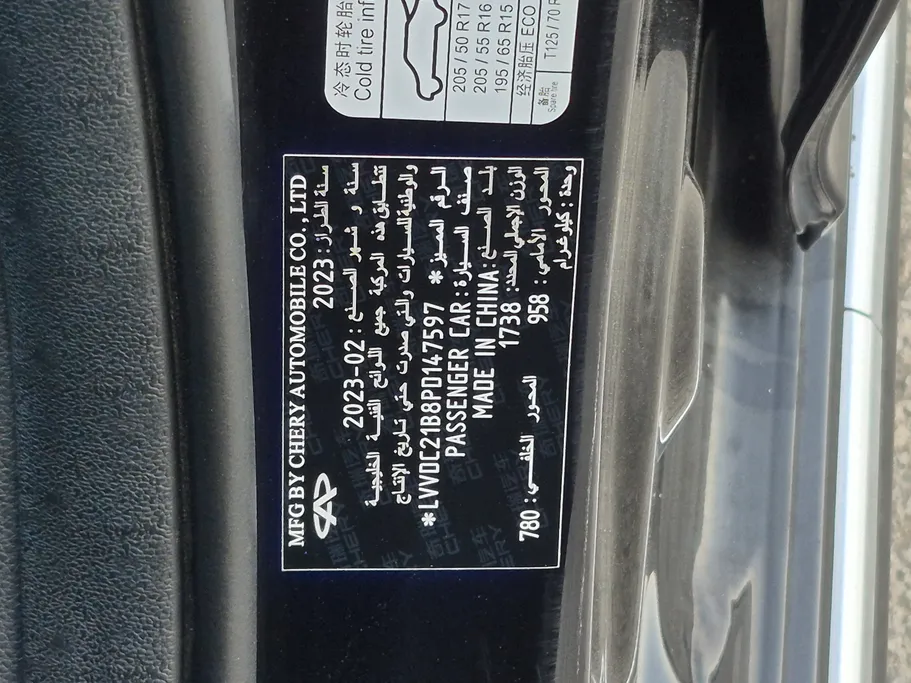 MFG BY CHERY AUTOMOBILE CO., LTD
سنة الطراز: 2023
سنة و شهر الصنع: 2023-02
تتطابق هذه المركبة جميع اللوائح الفنية الخليجية
والوطنية للسيارات والتي صدرت حتى تاريخ الإنتاج
الرقم المميز: *LVVDC21B8PD147597*
صنف السيارة: PASSENGER CAR
بلد الصنع: MADE IN CHINA
الوزن الإجمالي المحدد: 1738
المحور الأمامي: 958 المحور الخلفي: 780
وحدة: كيلوغرام
冷态时轮胎
Cold tire inf
205 / 50 R17
205 / 55 R16
195 / 65 R15
经济胎压 ECO
备胎
Spare tire
T125 / 70 R